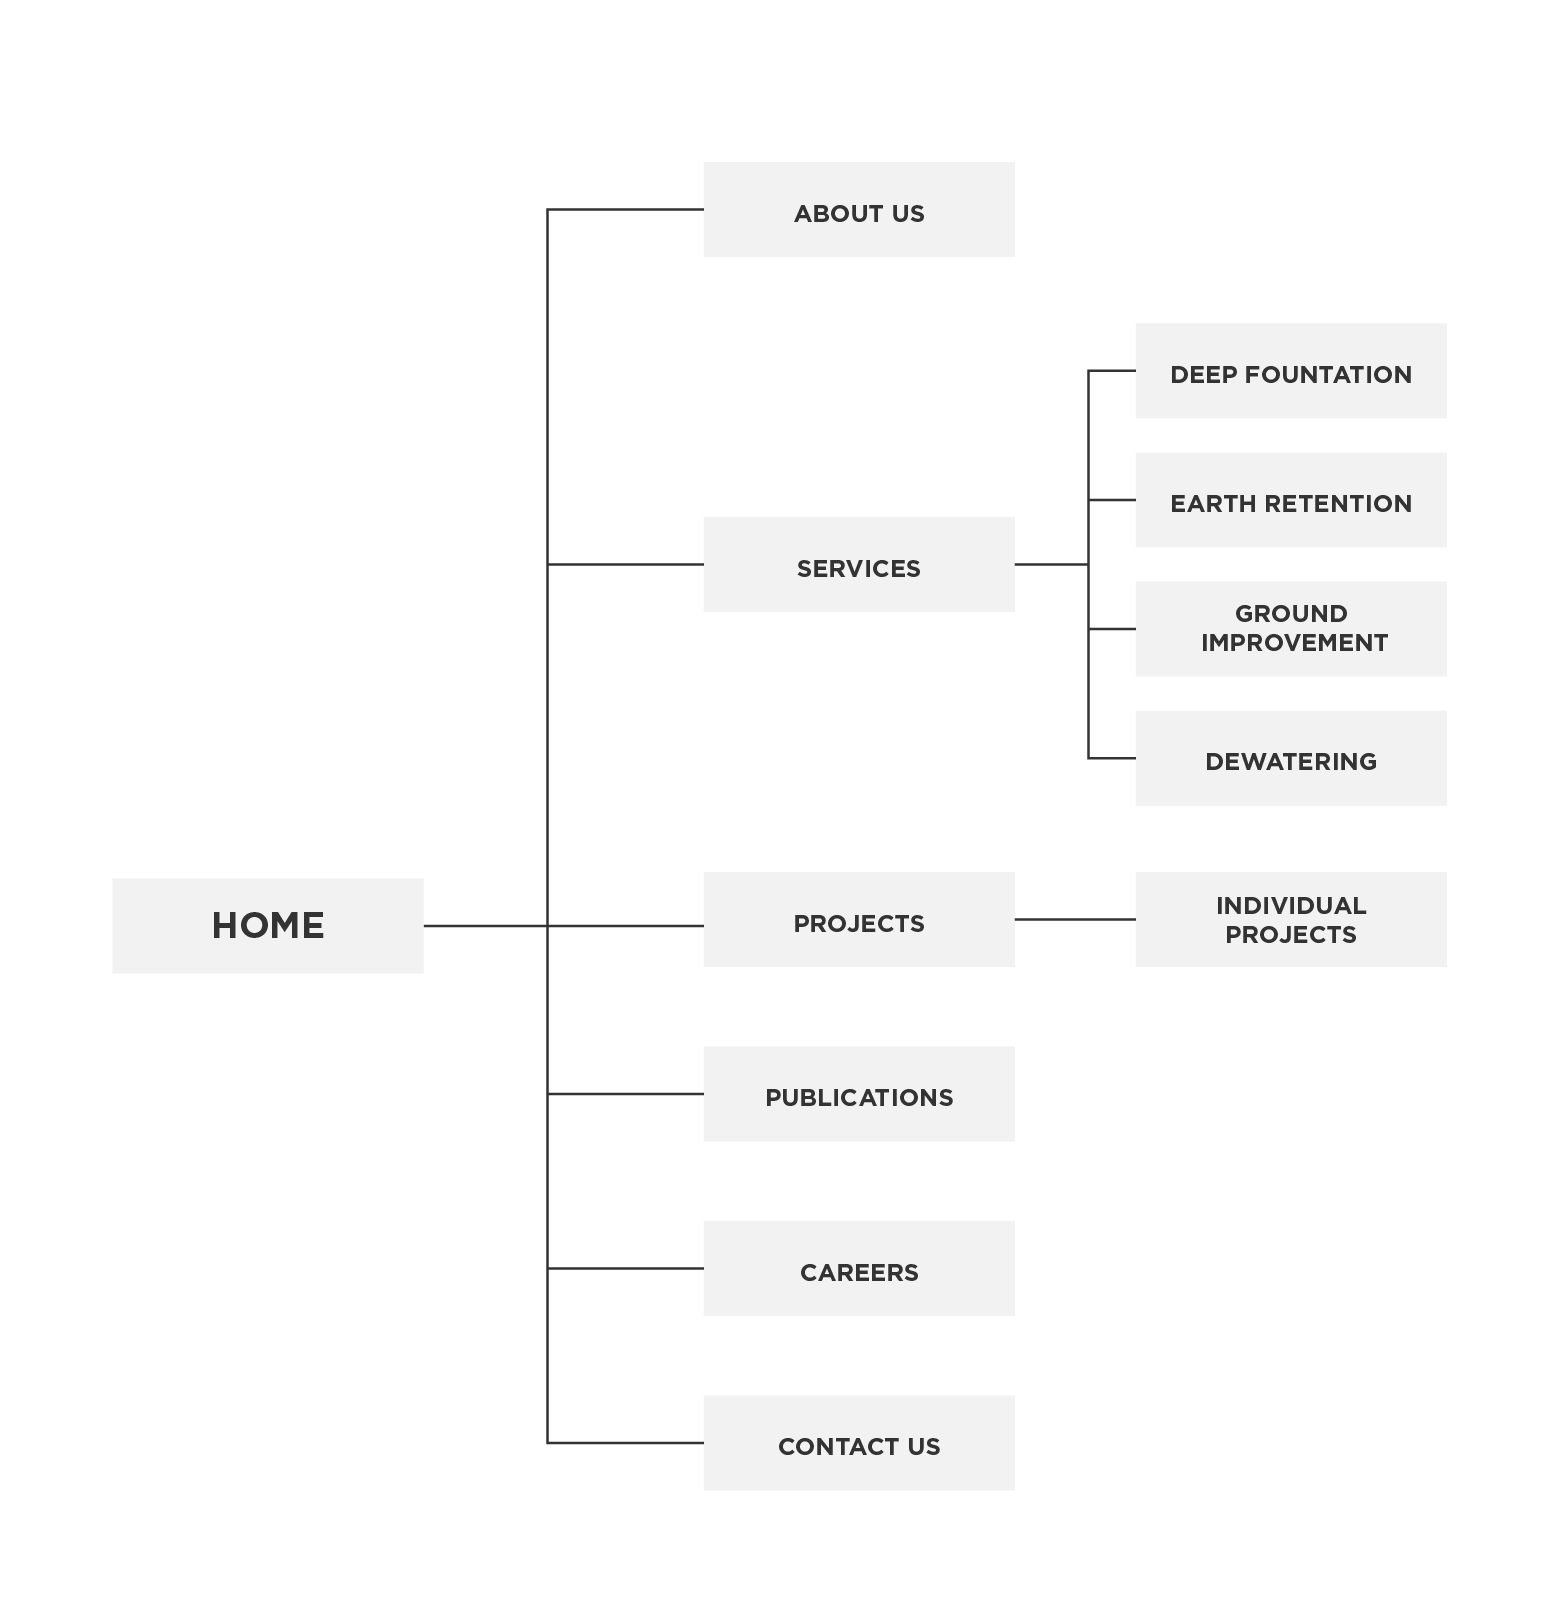 ABOUT US
DEEP FOUNTATION
EARTH RETENTION
SERVICES
GROUND
IMPROVEMENT
DEWATERING
HOME
PROJECTS
INDIVIDUAL
PROJECTS
PUBLICATIONS
CAREERS
CONTACT US